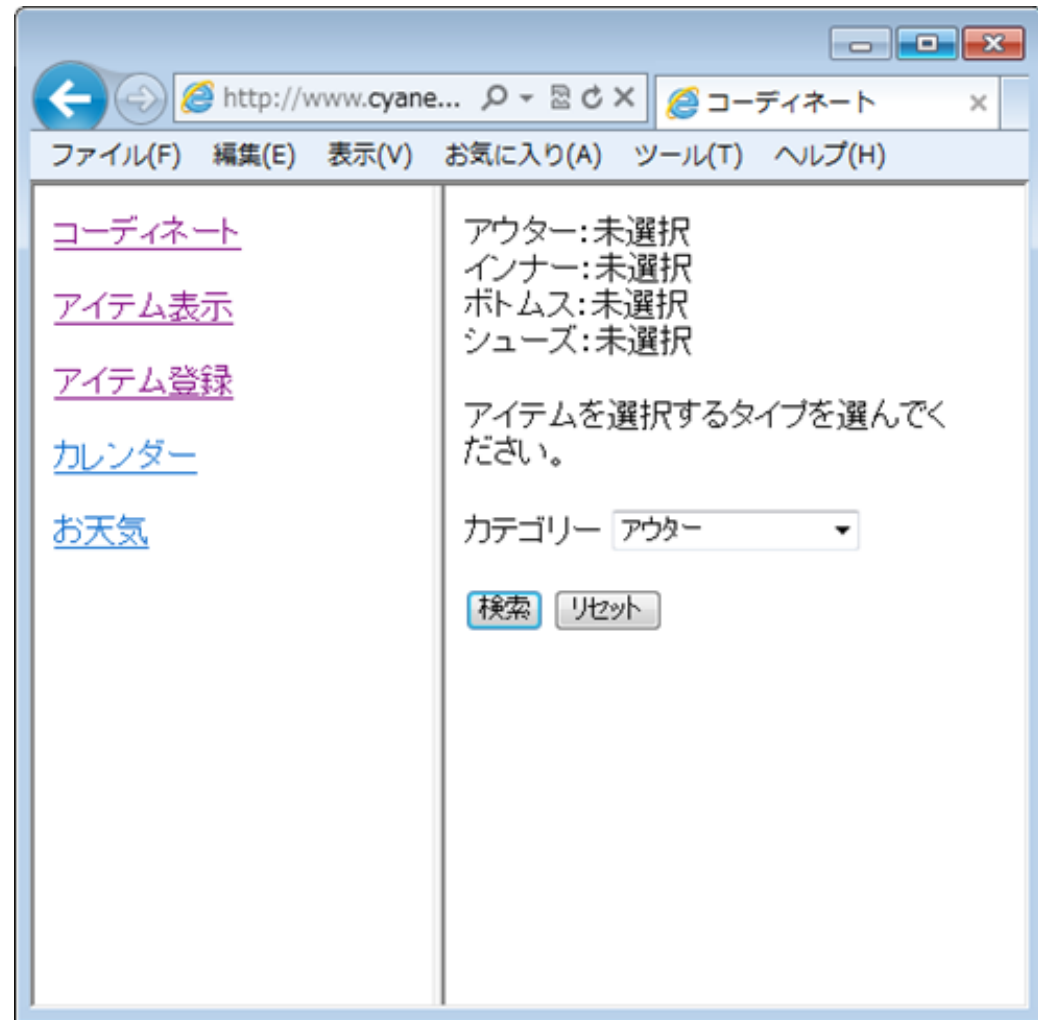 http://www.cyane...
コーディネート
ファイル(F) 編集(E) 表示(V) お気に入り(A) ツール(T) ヘルプ(H)
コーディネート
アイテム表示
アイテム登録
カレンダー
お天気
アウター:未選択
インナー:未選択
ボトムス:未選択
シューズ:未選択
アイテムを選択するタイプを選んでく
ださい。
カテゴリー アウター
検索 リセット